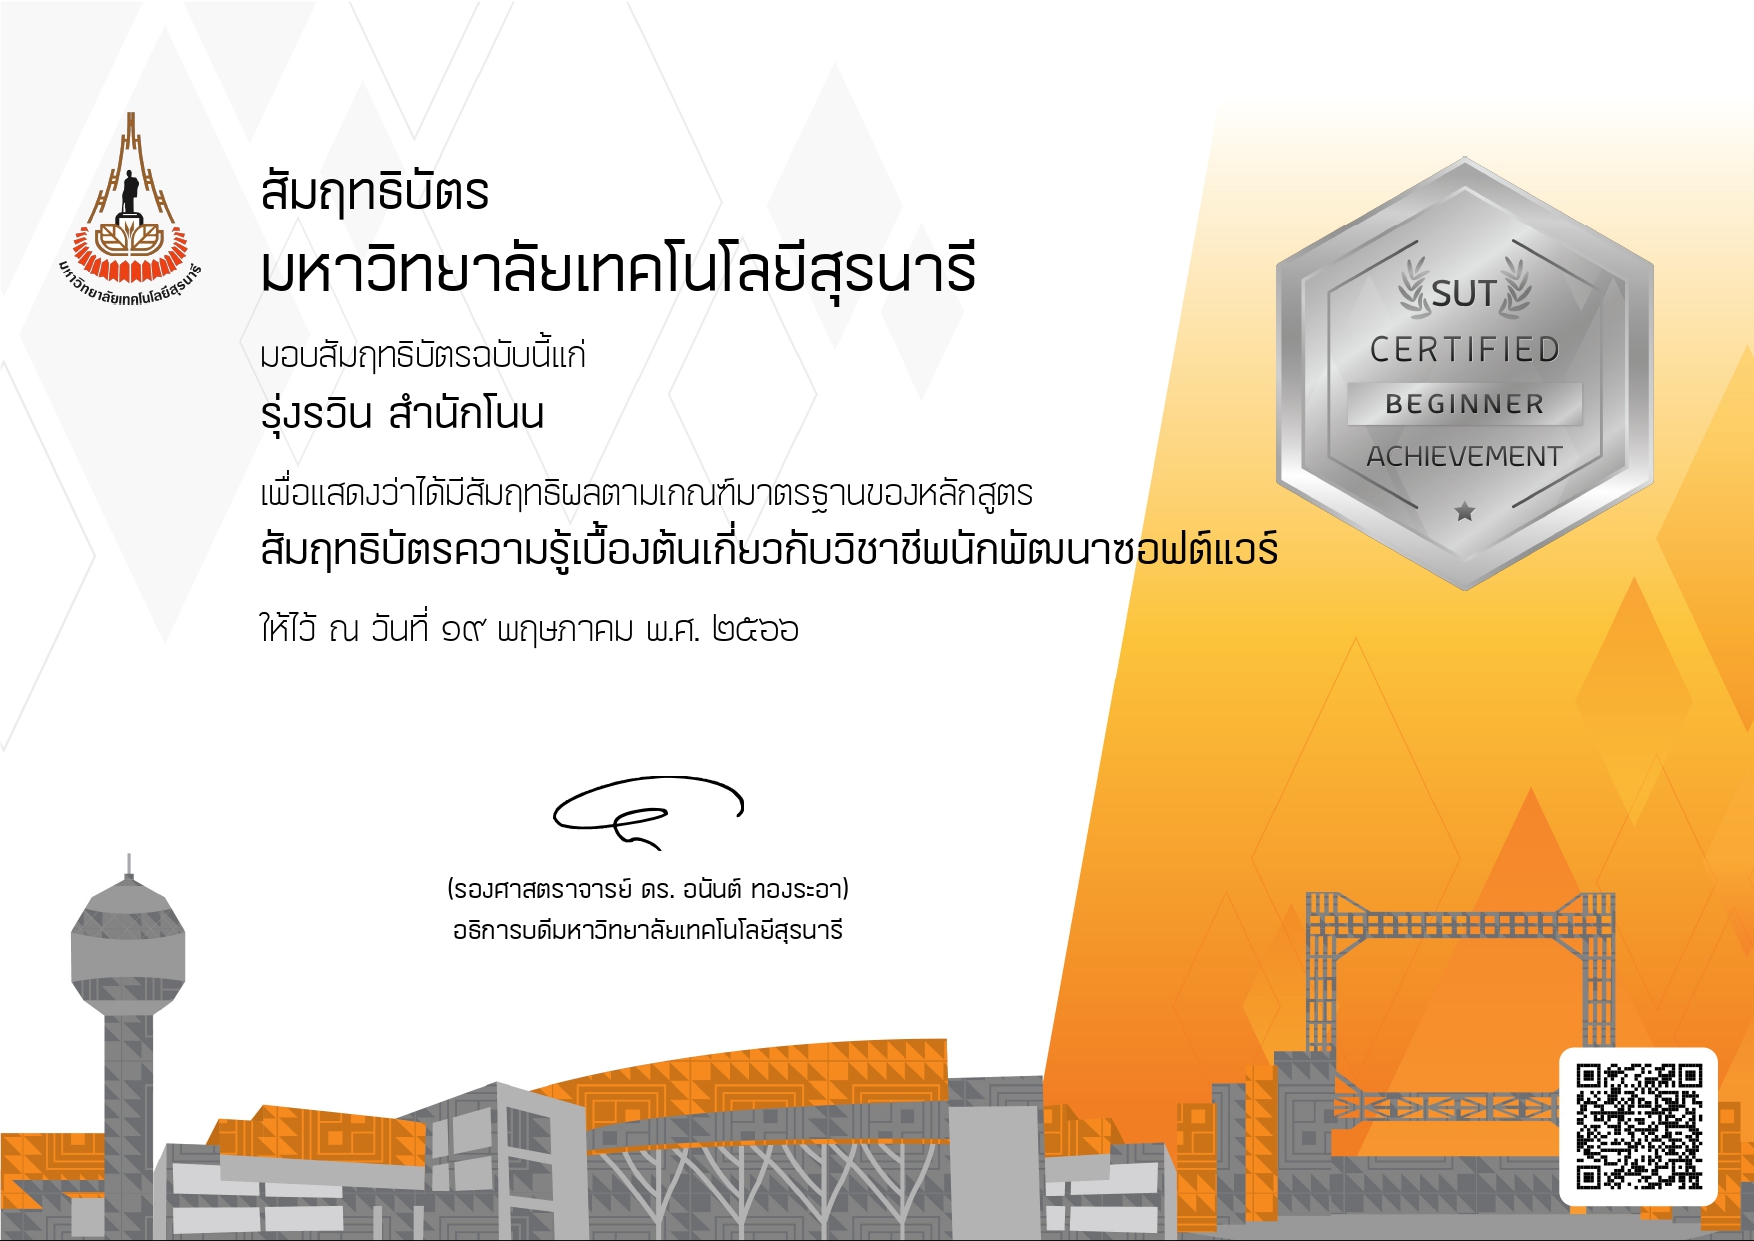 มหาวิทยาลัยเทคโนโลยีสุรนารี
สัมฤทธิบัตร
มหาวิทยาลัยเทคโนโลยีสุรนารี
มอบสัมฤทธิบัตรฉบับนี้แก่
รุ่งรวิน สำนักโนน
เพื่อแสดงว่าได้มีสัมฤทธิผลตามเกณฑ์มาตรฐานของหลักสูตร
สัมฤทธิบัตรความรู้เบื้องต้นเกี่ยวกับวิชาชีพนักพัฒนาซอฟต์แวร์
ให้ไว้ ณ วันที่ ๑๙ พฤษภาคม พ.ศ. ๒๕๖๖
SUT
CERTIFIED
BEGINNER
ACHIEVEMENT
(รองศาสตราจารย์ ดร. อนันต์ ทองระอา)
อธิการบดีมหาวิทยาลัยเทคโนโลยีสุรนารี